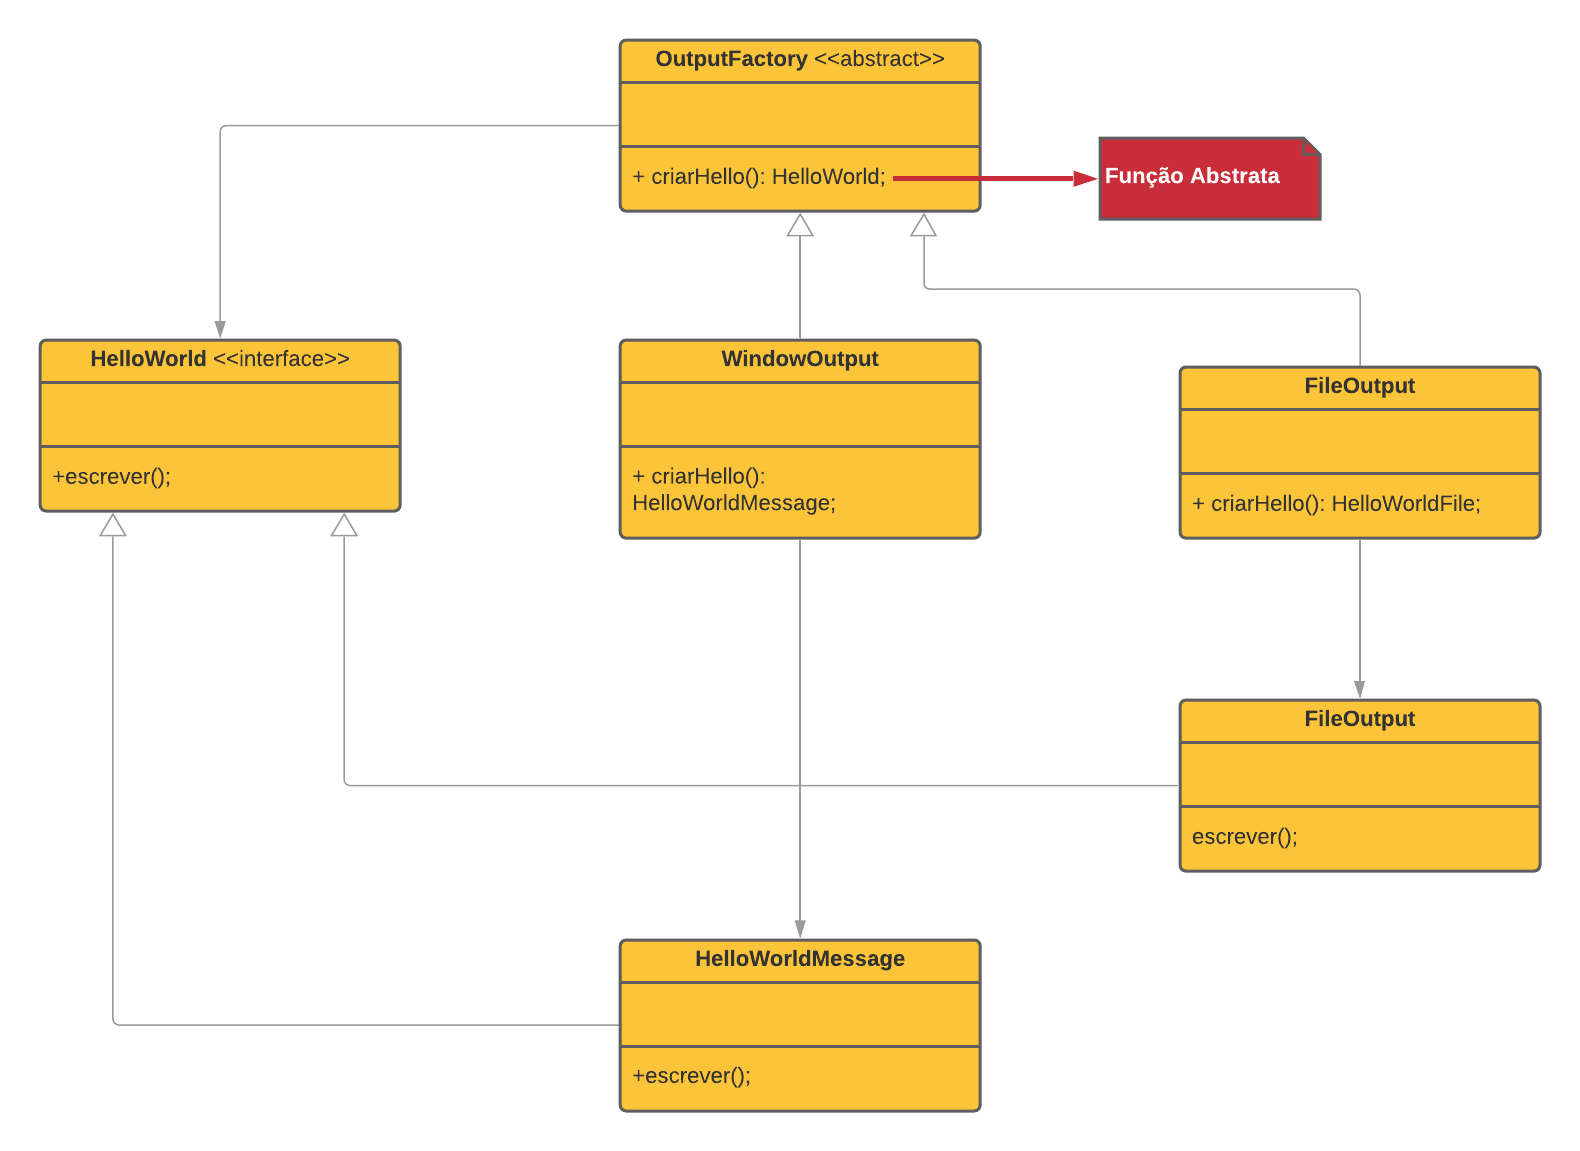 OutputFactory <<abstract>>
+ criarHello(): HelloWorld;
Função Abstrata
HelloWorld <<interface>>
+escrever();
WindowOutput
+ criarHello():
HelloWorldMessage;
FileOutput
+ criarHello(): HelloWorldFile;
FileOutput
escrever();
HelloWorldMessage
+escrever();